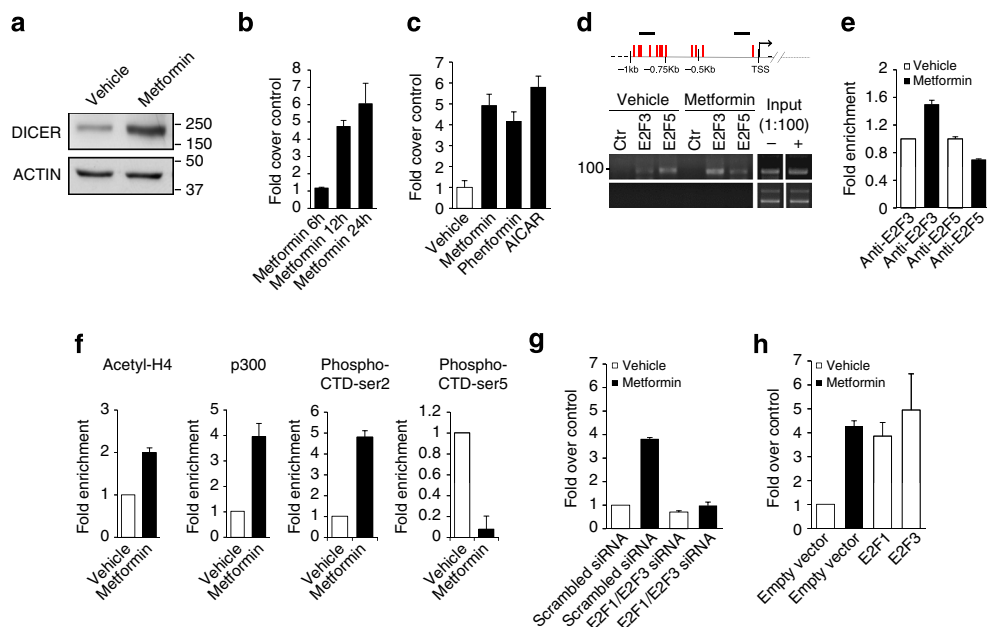 a
Vehicle
Metformin
DICER
250
150
ACTIN
50
37
b
Fold cover control
8
7
6
5
4
3
2
1
0
Metformin 6h
Metformin 12h
Metformin 24h
c
Fold cover control
8
7
6
5
4
3
2
1
0
Vehicle
Metformin
Phenformin
AICAR
d
−1kb
−0.75Kb
−0.5Kb
TSS
Vehicle Metformin Input
(1:100)
Ctr E2F3 E2F5 Ctr E2F3 E2F5 − +
100
e
Vehicle
Metformin
Fold enrichment
2
1.6
1.2
0.8
0.4
0
Anti-E2F3
Anti-E2F3
Anti-E2F5
Anti-E2F5
f
Acetyl-H4
Fold enrichment
3
2
1
0
Vehicle
Metformin
p300
Fold enrichment
5
4
3
2
1
0
Vehicle
Metformin
Phospho-
CTD-ser2
Fold enrichment
6
5
4
3
2
1
0
Vehicle
Metformin
Phospho-
CTD-ser5
Fold enrichment
1.2
1
0.8
0.6
0.4
0.2
0
Vehicle
Metformin
g
Vehicle
Metformin
Fold over control
7
6
5
4
3
2
1
0
Scrambled siRNA
Scrambled siRNA
E2F1/E2F3 siRNA
E2F1/E2F3 siRNA
h
Vehicle
Metformin
Fold over control
7
6
5
4
3
2
1
0
Empty vector
Empty vector
E2F1
E2F3